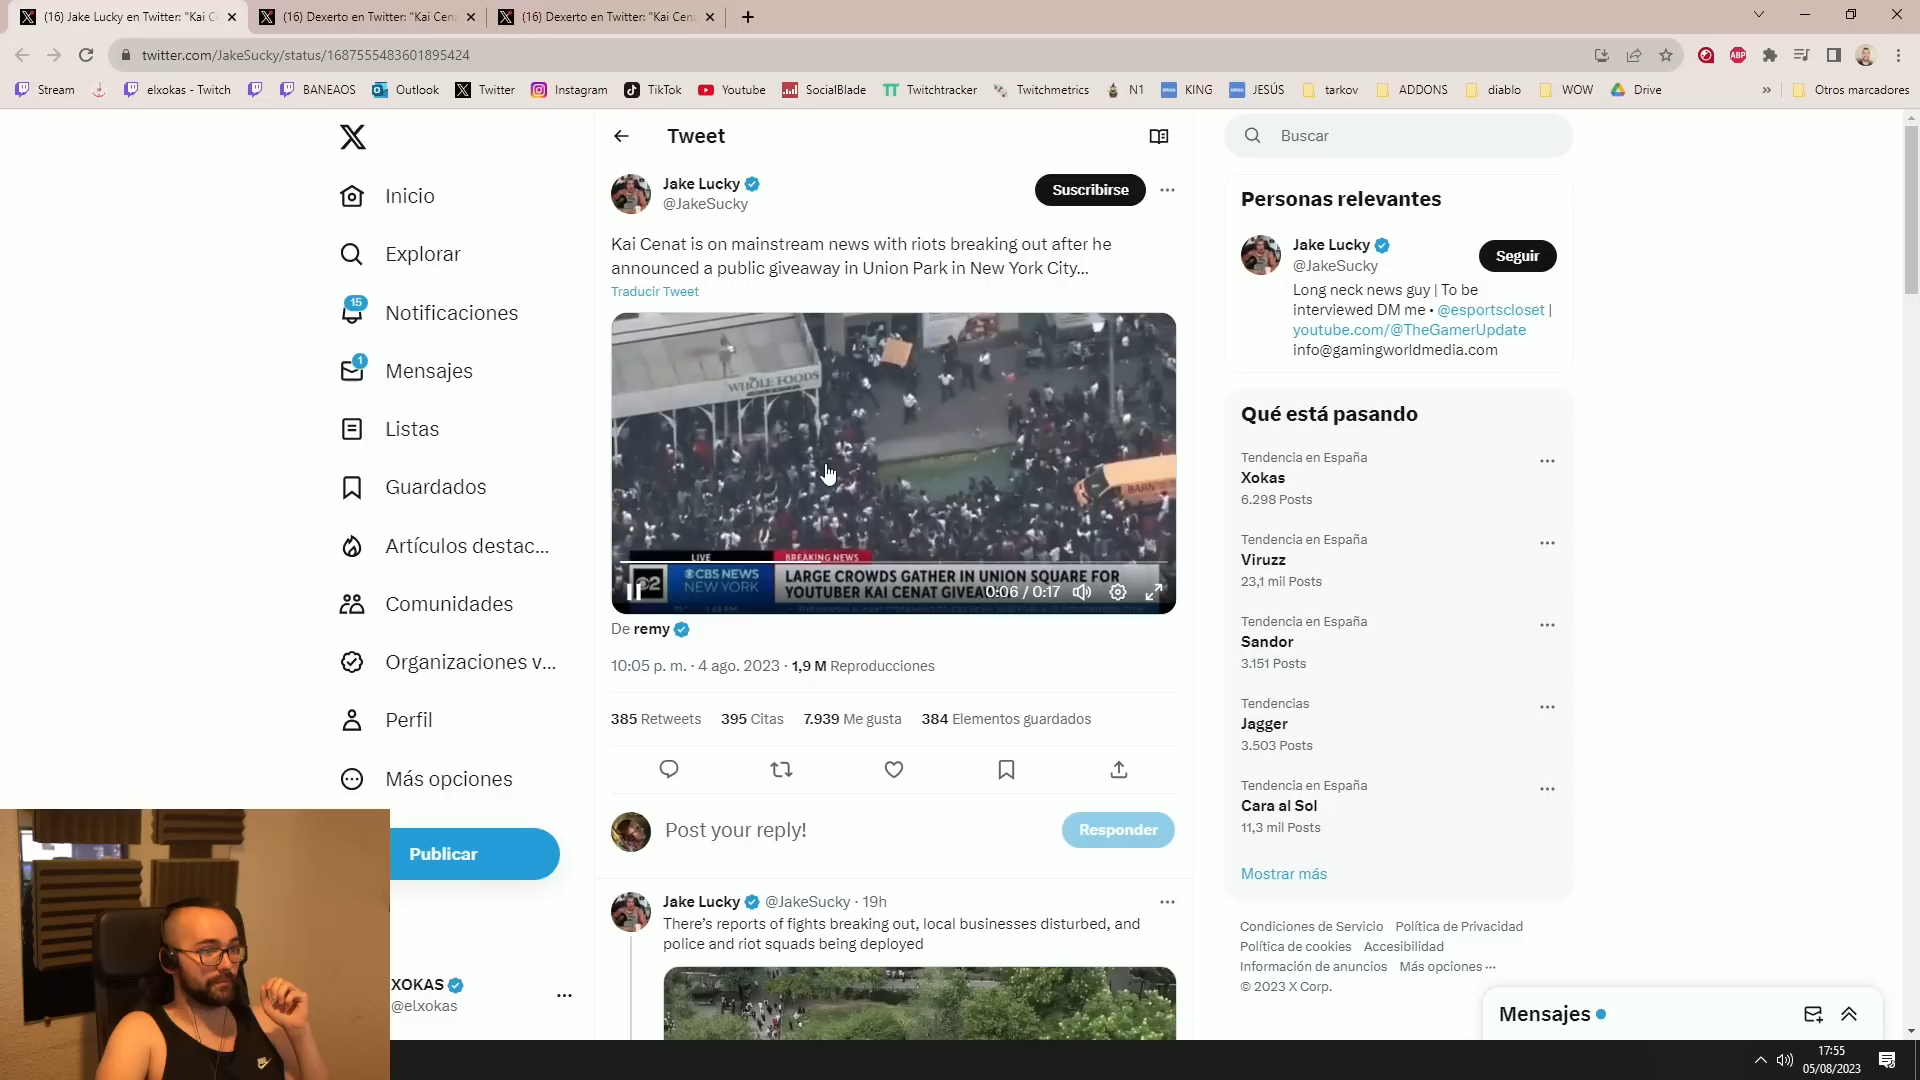 (16) Jake Lucky en Twitter: "Kai C
(16) Dexerto en Twitter: "Kai Cena
(16) Dexerto en Twitter: "Kai Cena
twitter.com/JakeSucky/status/1687555483601895424
ABP
Stream
elxokas - Twitch
BANEAOS
Outlook
Twitter
Instagram
TikTok
Youtube
SocialBlade
Twitchtracker
Twitchmetrics
N1
KING
JESÚS
tarkov
ADDONS
diablo
WOW
Drive
»
Otros marcadores
Inicio
Explorar
15
Notificaciones
1
Mensajes
Listas
Guardados
Artículos destac...
Comunidades
Organizaciones v...
Perfil
Más opciones
Publicar
XOKAS
@elxokas
Tweet
Jake Lucky
@JakeSucky
Suscribirse
Kai Cenat is on mainstream news with riots breaking out after he
announced a public giveaway in Union Park in New York City...
Traducir Tweet
WHOLE FOODS
LIVE
BREAKING NEWS
2
CBS NEWS
NEW YORK
LARGE CROWDS GATHER IN UNION SQUARE FOR
YOUTUBER KAI CENAT GIVEA
0:06 / 0:17
De remy
10:05 p. m. · 4 ago. 2023 · 1,9 M Reproducciones
385 Retweets 395 Citas 7.939 Me gusta 384 Elementos guardados
Post your reply!
Responder
Jake Lucky @JakeSucky · 19h
There's reports of fights breaking out, local businesses disturbed, and
police and riot squads being deployed
Buscar
Personas relevantes
Jake Lucky
@JakeSucky
Seguir
Long neck news guy | To be
interviewed DM me • @esportscloset |
youtube.com/@TheGamerUpdate
info@gamingworldmedia.com
Qué está pasando
Tendencia en España
Xokas
6.298 Posts
Tendencia en España
Viruzz
23,1 mil Posts
Tendencia en España
Sandor
3.151 Posts
Tendencias
Jagger
3.503 Posts
Tendencia en España
Cara al Sol
11,3 mil Posts
Mostrar más
Condiciones de Servicio Política de Privacidad
Política de cookies Accesibilidad
Información de anuncios Más opciones ···
© 2023 X Corp.
Mensajes
17:55
05/08/2023